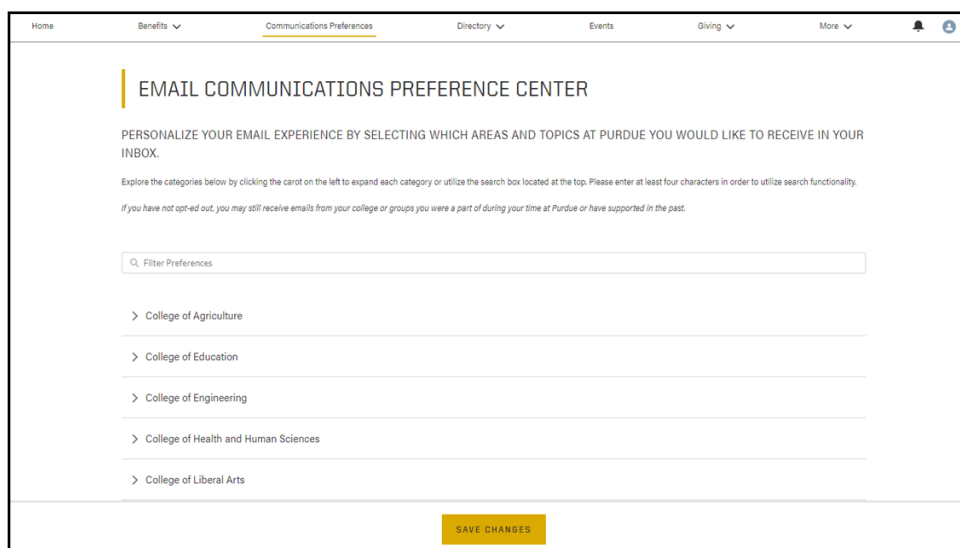 Home Benefits Communications Preferences Directory Events Giving More
EMAIL COMMUNICATIONS PREFERENCE CENTER
PERSONALIZE YOUR EMAIL EXPERIENCE BY SELECTING WHICH AREAS AND TOPICS AT PURDUE YOU WOULD LIKE TO RECEIVE IN YOUR
INBOX.
Explore the categories below by clicking the carot on the left to expand each category or utilize the search box located at the top. Please enter at least four characters in order to utilize search functionality.
If you have not opt-ed out, you may still receive emails from your college or groups you were a part of during your time at Purdue or have supported in the past.
Filter Preferences
College of Agriculture
College of Education
College of Engineering
College of Health and Human Sciences
College of Liberal Arts
SAVE CHANGES